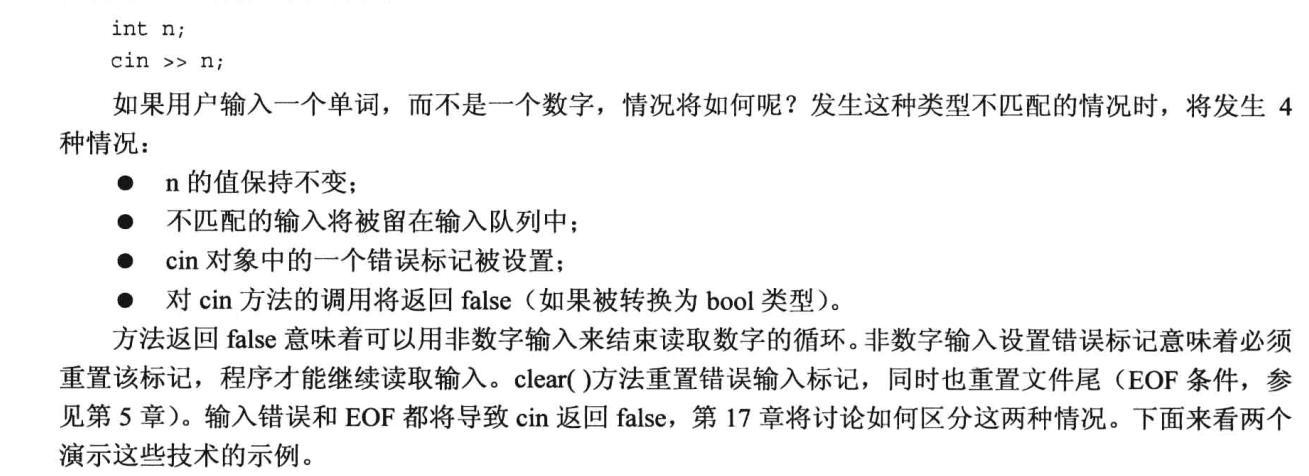 int n;
cin >> n;
如果用户输入一个单词，而不是一个数字，情况将如何呢？发生这种类型不匹配的情况时，将发生 4
种情况：
● n 的值保持不变；
● 不匹配的输入将被留在输入队列中；
● cin 对象中的一个错误标记被设置；
● 对 cin 方法的调用将返回 false（如果被转换为 bool 类型）。
方法返回 false 意味着可以用非数字输入来结束读取数字的循环。非数字输入设置错误标记意味着必须
重置该标记，程序才能继续读取输入。clear( )方法重置错误输入标记，同时也重置文件尾（EOF 条件，参
见第 5 章）。输入错误和 EOF 都将导致 cin 返回 false，第 17 章将讨论如何区分这两种情况。下面来看两个
演示这些技术的示例。